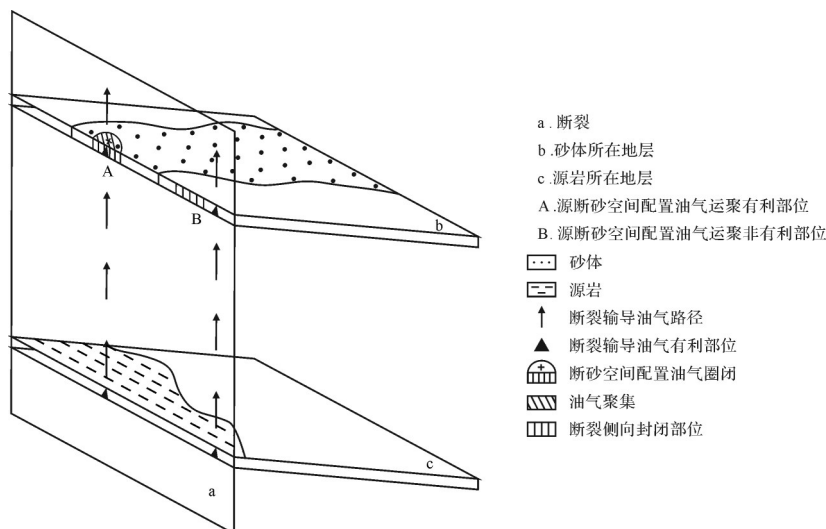 A
B
b
c
a
a.断裂
b.砂体所在地层
c.源岩所在地层
A.源断砂空间配置油气运聚有利部位
B.源断砂空间配置油气运聚非有利部位
砂体
源岩
断裂输导油气路径
断裂输导油气有利部位
断砂空间配置油气圈闭
油气聚集
断裂侧向封闭部位